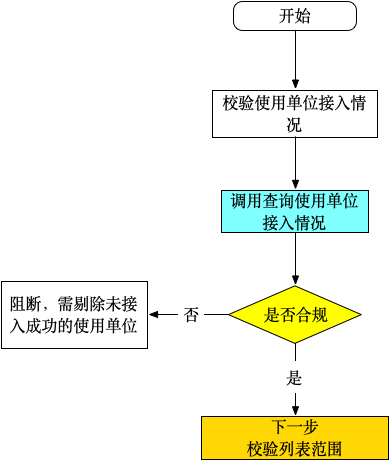 开始
校验使用单位接入情
况
调用查询使用单位
接入情况
是否合规
否
阻断，需剔除未接
入成功的使用单位
是
下一步
校验列表范围